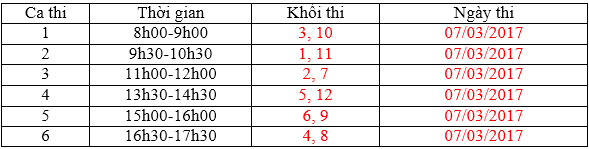 Ca thi Thời gian Khối thi Ngày thi
1 8h00-9h00 3, 10 07/03/2017
2 9h30-10h30 1, 11 07/03/2017
3 11h00-12h00 2, 7 07/03/2017
4 13h30-14h30 5, 12 07/03/2017
5 15h00-16h00 6, 9 07/03/2017
6 16h30-17h30 4, 8 07/03/2017